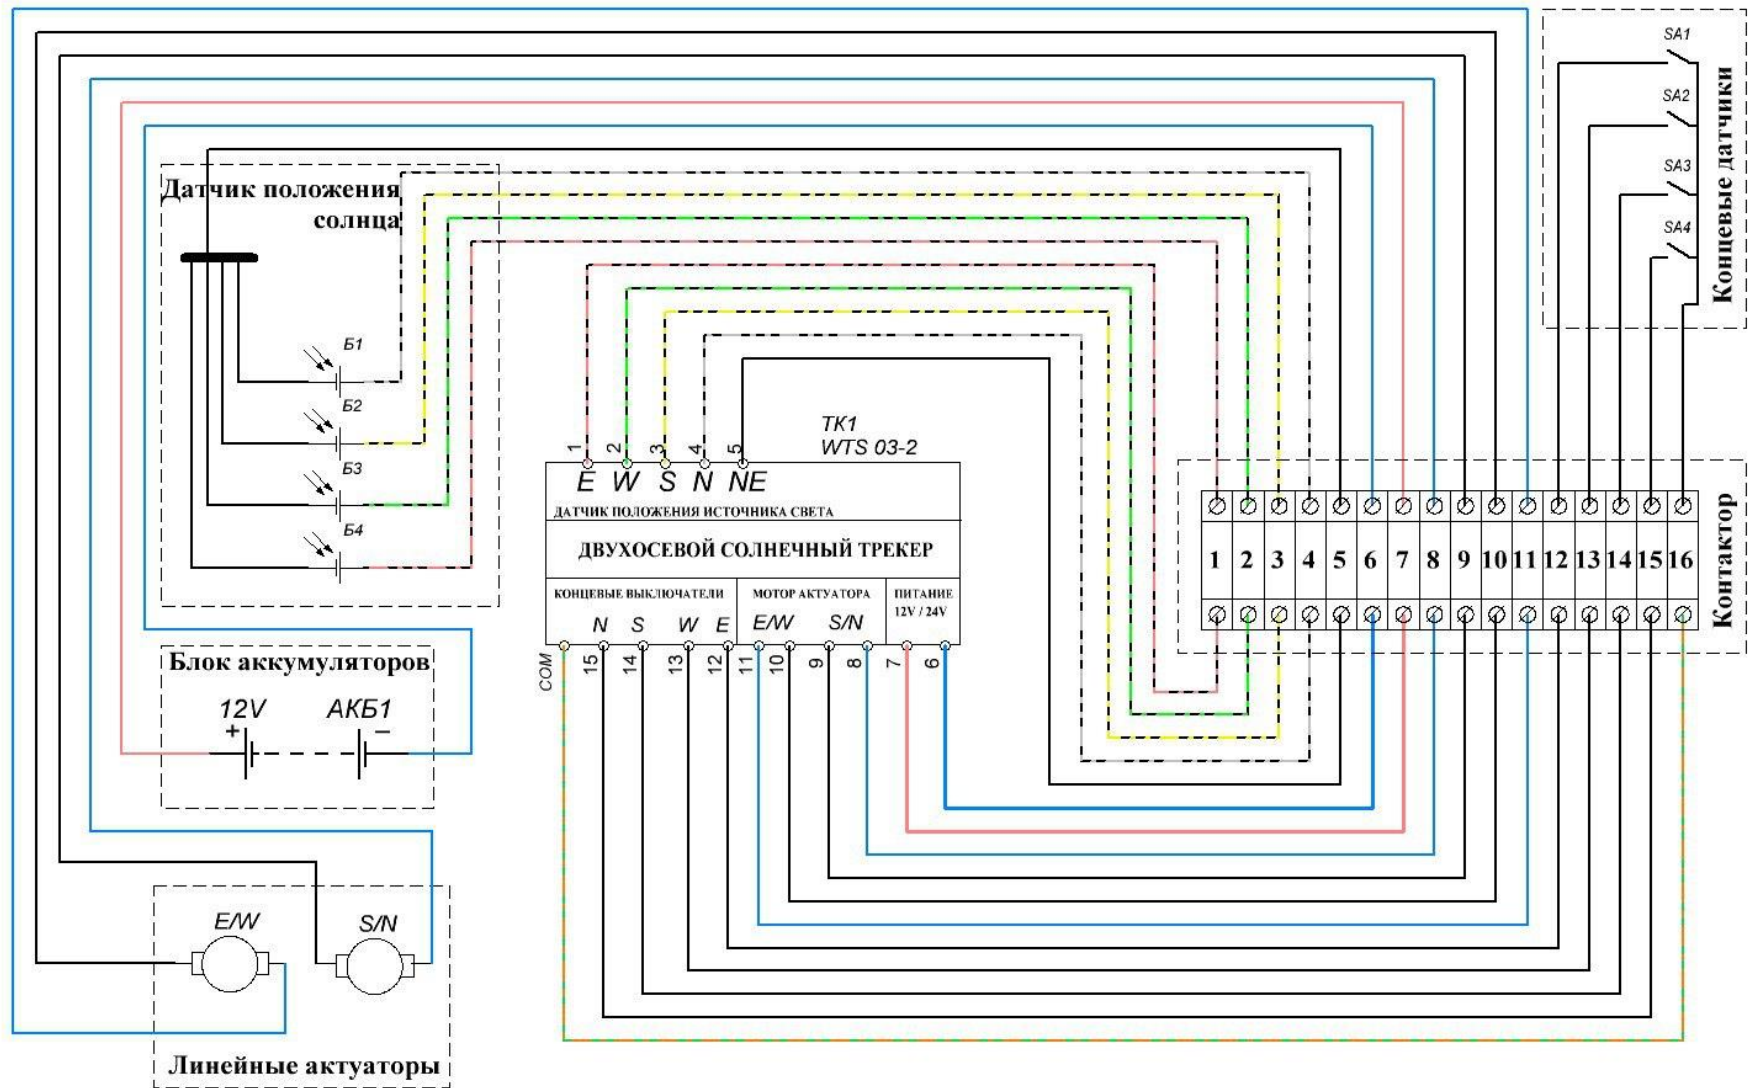 SA1
SA2
SA3
SA4
Концевые датчики
Датчик положения
солнца
Б1
Б2
Б3
Б4
ТК1
WTS 03-2
1 2 3 4 5
E W S N NE
ДАТЧИК ПОЛОЖЕНИЯ ИСТОЧНИКА СВЕТА
ДВУХОСЕВОЙ СОЛНЕЧНЫЙ ТРЕКЕР
КОНЦЕВЫЕ ВЫКЛЮЧАТЕЛИ
N S W E
МОТОР АКТУАТОРА
E/W S/N
ПИТАНИЕ
12V / 24V
COM 15 14 13 12 11 10 9 8 7 6
1 2 3 4 5 6 7 8 9 10 11 12 13 14 15 16
Контактор
Блок аккумуляторов
12V АКБ1
+ −
E/W S/N
Линейные актуаторы